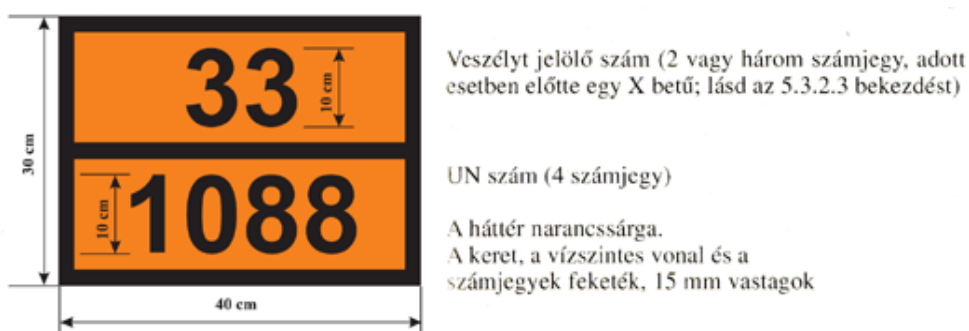 33
10 cm
30 cm
1088
10 cm
40 cm
Veszélyt jelölő szám (2 vagy három számjegy, adott
esetben előtte egy X betű; lásd az 5.3.2.3 bekezdést)
UN szám (4 számjegy)
A háttér narancssárga.
A keret, a vízszintes vonal és a
számjegyek feketék, 15 mm vastagok